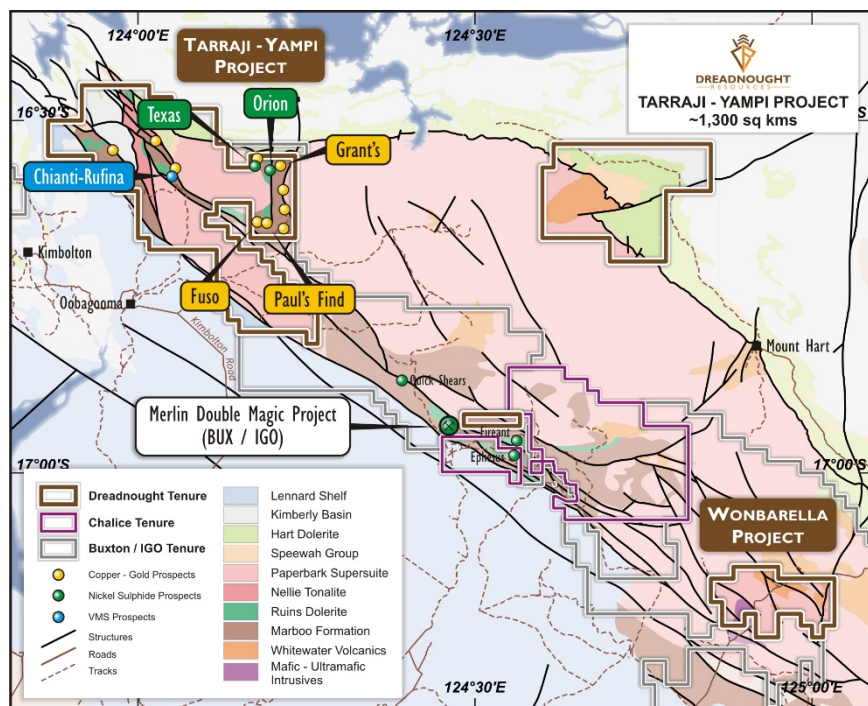 124°00'E
124°30'E
TARRAJI - YAMPI
PROJECT
DREADNOUGHT
RESOURCES
TARRAJI - YAMPI PROJECT
~1,300 sq kms
16°30'S
Texas
Orion
Grant's
Chianti-Rufina
Kimbolton
Oobagooma
Fuso
Paul's Find
Kimbolton
Road
Mount Hart
Quick Shears
Merlin Double Magic Project
(BUX / IGO)
Fireant
Ephesus
17°00'S
17°00'S
WONBARELLA
PROJECT
Dreadnought Tenure
Chalice Tenure
Buxton / IGO Tenure
Copper - Gold Prospects
Nickel Sulphide Prospects
VMS Prospects
Structures
Roads
Tracks
Lennard Shelf
Kimberly Basin
Hart Dolerite
Speewah Group
Paperbark Supersuite
Nellie Tonalite
Ruins Dolerite
Marboo Formation
Whitewater Volcanics
Mafic - Ultramafic
Intrusives
124°30'E
125°00'E